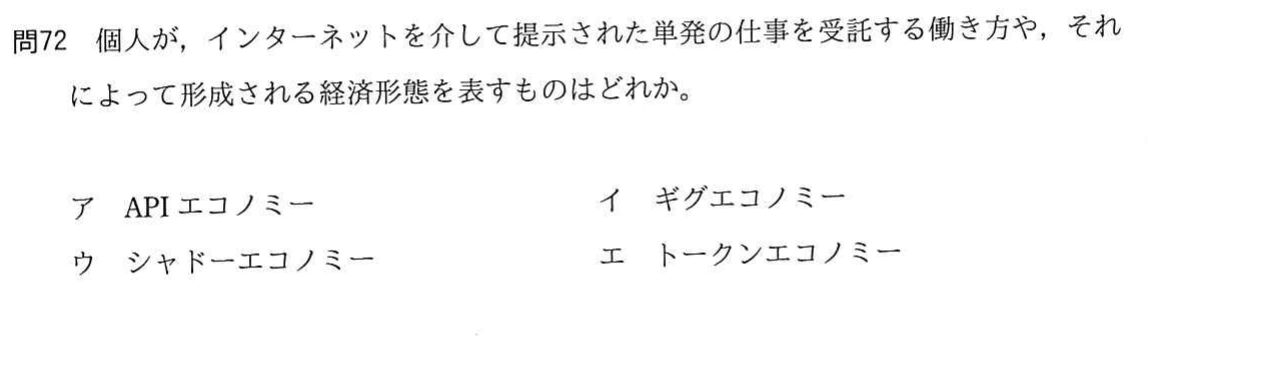 問72 個人が，インターネットを介して提示された単発の仕事を受託する働き方や，それ
によって形成される経済形態を表すものはどれか。
ア APIエコノミー イ ギグエコノミー
ウ シャドーエコノミー エ トークンエコノミー